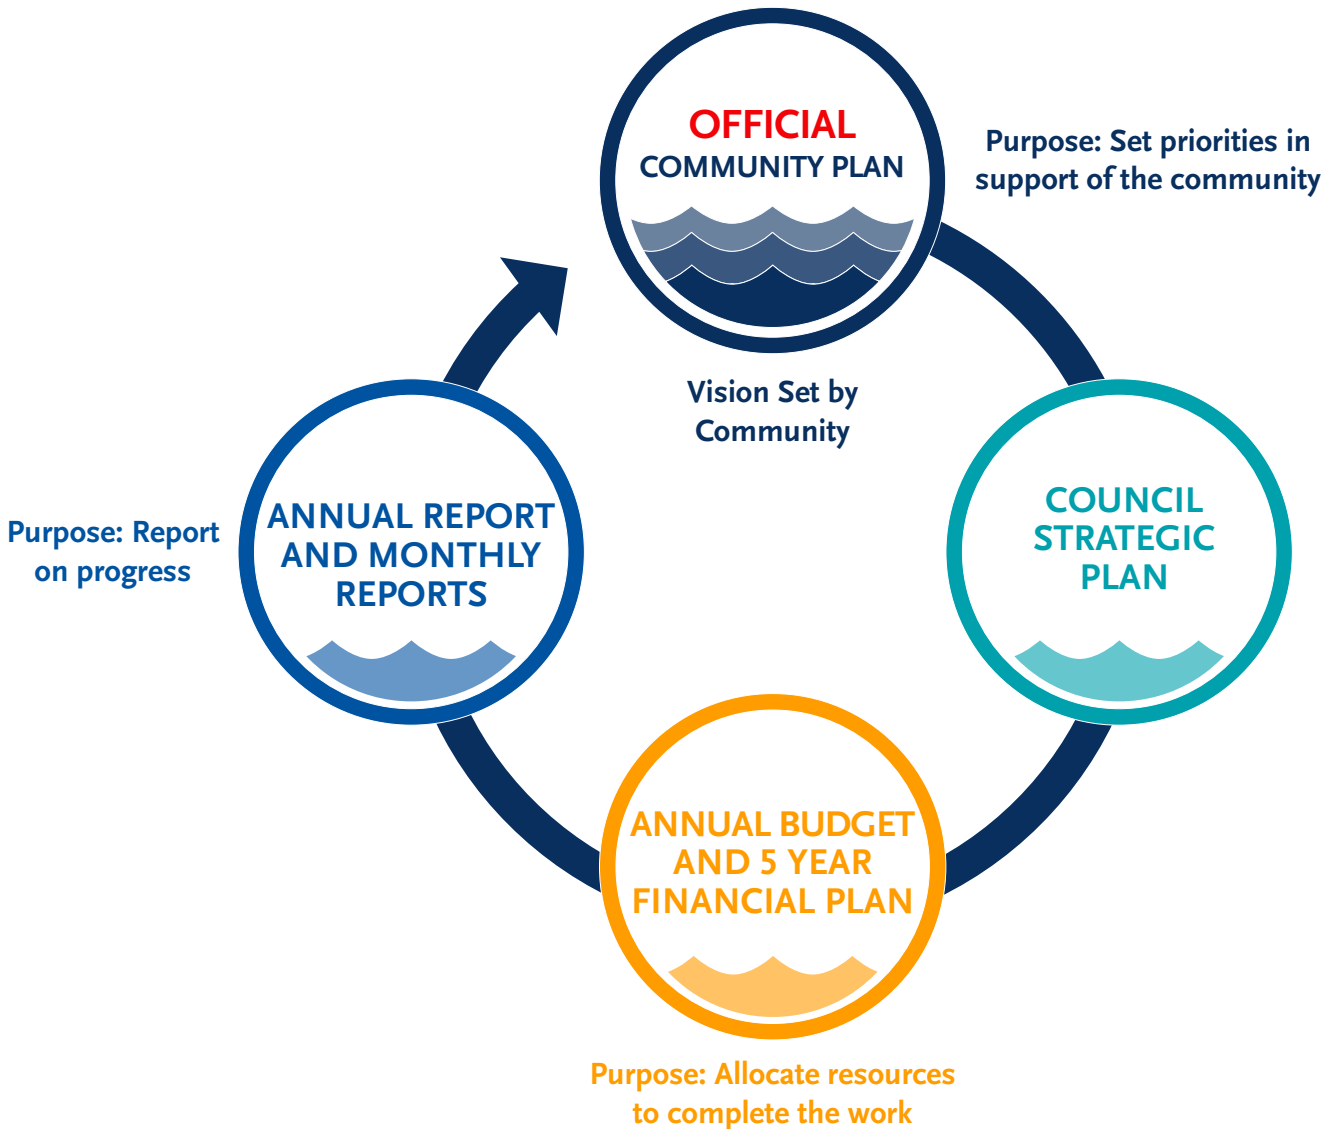 OFFICIAL
COMMUNITY PLAN
Purpose: Set priorities in
support of the community
Vision Set by
Community
COUNCIL
STRATEGIC
PLAN
ANNUAL BUDGET
AND 5 YEAR
FINANCIAL PLAN
Purpose: Allocate resources
to complete the work
ANNUAL REPORT
AND MONTHLY
REPORTS
Purpose: Report
on progress